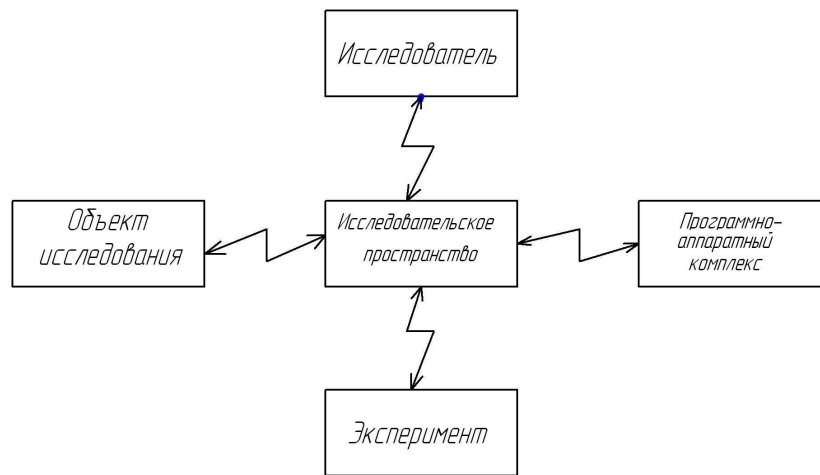 Исследователь
Объект
исследования
Исследовательское
пространство
Программно-
аппаратный
комплекс
Эксперимент